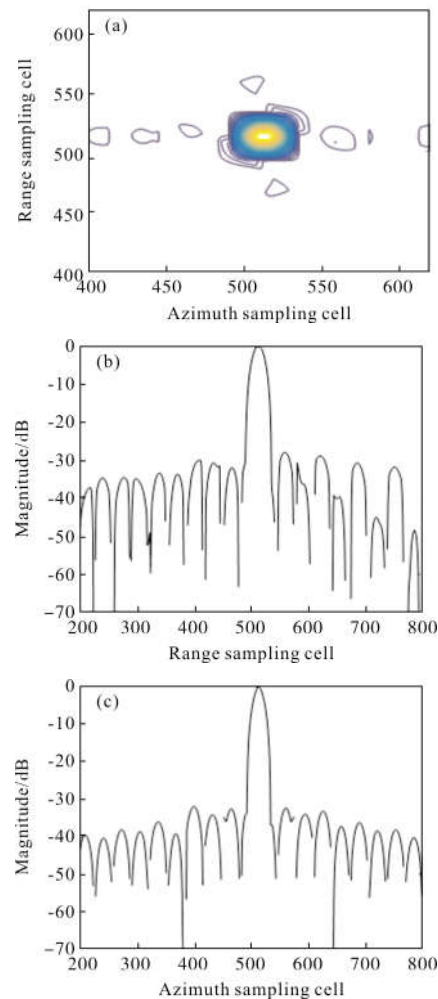 (a)
600
550
500
450
400
Range sampling cell
400 450 500 550 600
Azimuth sampling cell
(b)
0
-10
-20
-30
-40
-50
-60
-70
Magnitude/dB
200 300 400 500 600 700 800
Range sampling cell
(c)
0
-10
-20
-30
-40
-50
-60
-70
Magnitude/dB
200 300 400 500 600 700 800
Azimuth sampling cell